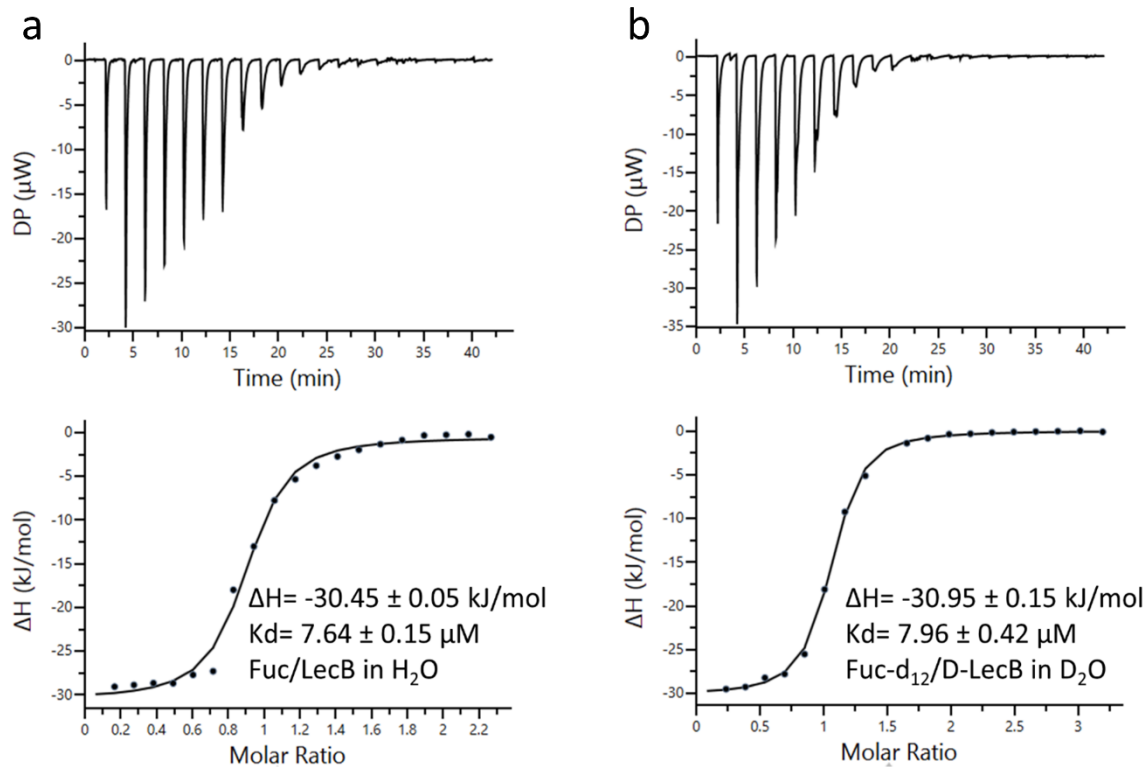 a
0
-5
-10
-15
-20
-25
-30
DP (µW)
0 5 10 15 20 25 30 35 40
Time (min)
b
0
-5
-10
-15
-20
-25
-30
-35
DP (µW)
0 5 10 15 20 25 30 35 40
Time (min)
0
-5
-10
-15
-20
-25
-30
ΔH (kJ/mol)
ΔH= -30.45 ± 0.05 kJ/mol
Kd= 7.64 ± 0.15 µM
Fuc/LecB in H₂O
0 0.2 0.4 0.6 0.8 1 1.2 1.4 1.6 1.8 2 2.2
Molar Ratio
0
-5
-10
-15
-20
-25
-30
ΔH (kJ/mol)
ΔH= -30.95 ± 0.15 kJ/mol
Kd= 7.96 ± 0.42 µM
Fuc-d₁₂/D-LecB in D₂O
0 0.5 1 1.5 2 2.5 3
Molar Ratio